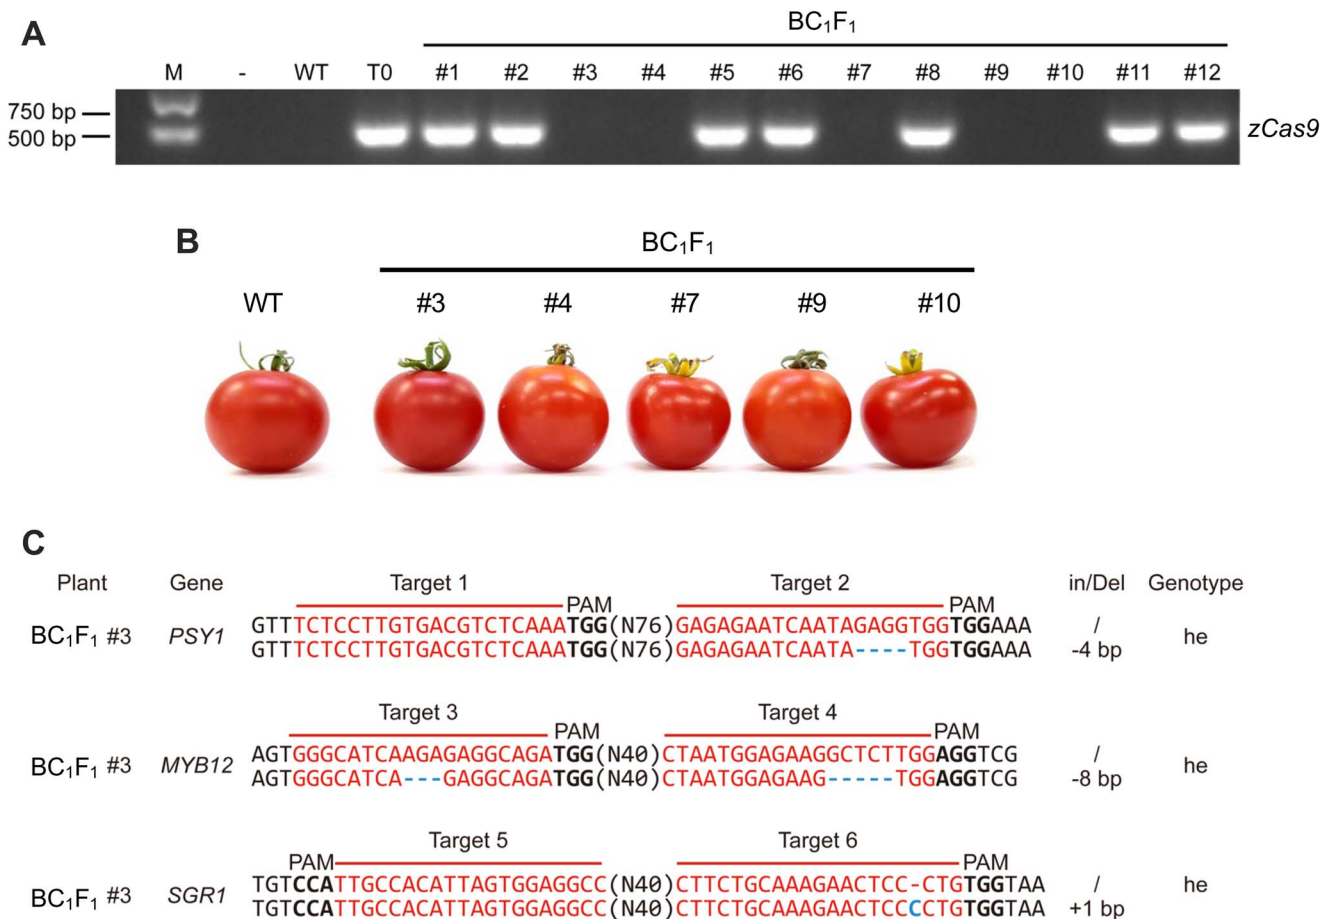 A
BC₁F₁
M - WT T0 #1 #2 #3 #4 #5 #6 #7 #8 #9 #10 #11 #12
750 bp
500 bp
zCas9
B
BC₁F₁
WT #3 #4 #7 #9 #10
C
Plant Gene Target 1 Target 2 in/Del Genotype
PAM PAM
BC₁F₁ #3 PSY1 GTTTCTCCTTGTGACGTCTCAAATGG(N76)GAGAGAATCAATAGAGGTGGTGGAAA / he
GTTTCTCCTTGTGACGTCTCAAATGG(N76)GAGAGAATCAATA----TGGTGGAAA -4 bp
Target 3 Target 4
PAM PAM
BC₁F₁ #3 MYB12 AGTGGGCATCAAGAGAGGCAGATGG(N40)CTAATGGAGAAGGCTCTTGGAGGTCG / he
AGTGGGCATCA---GAGGCAGATGG(N40)CTAATGGAGAAG-----TGGAGGTCG -8 bp
Target 5 Target 6
PAM PAM
BC₁F₁ #3 SGR1 TGTCCATTGCCACATTAGTGGAGGCC(N40)CTTCTGCAAAGAACTCC-CTGTGGTAA / he
TGTCCATTGCCACATTAGTGGAGGCC(N40)CTTCTGCAAAGAACTCCCCTGTGGTAA +1 bp